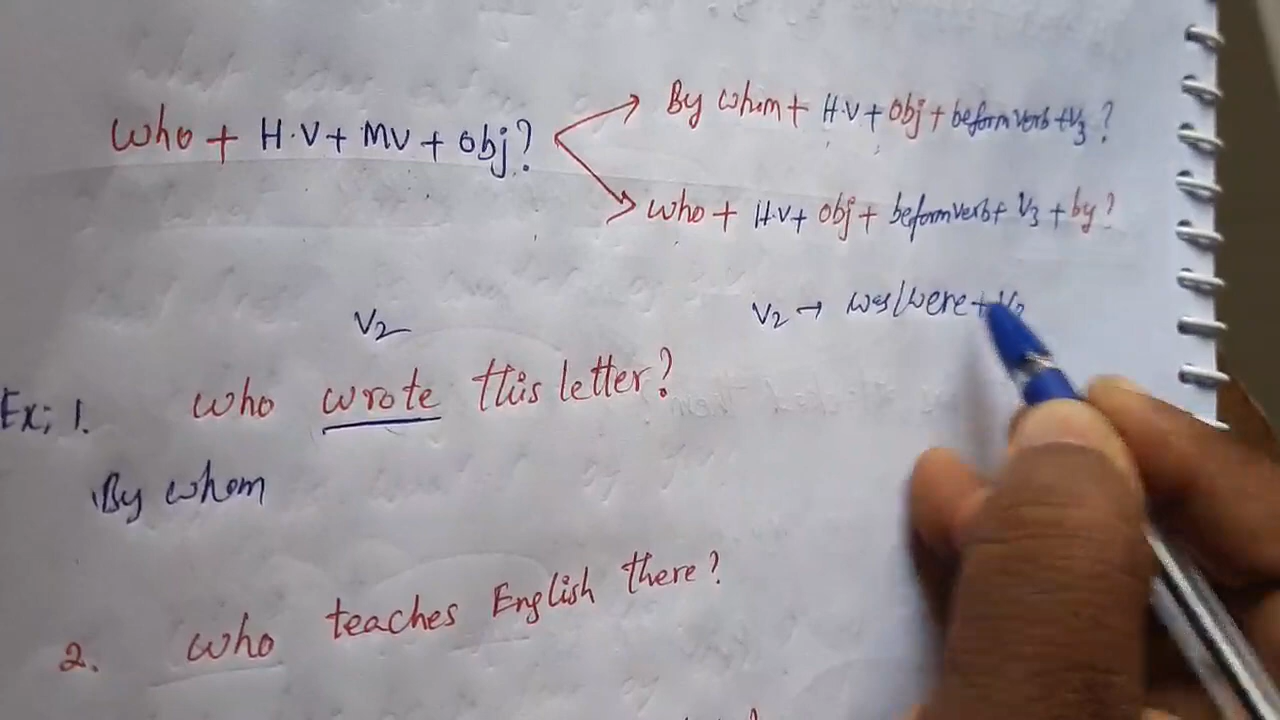 Who + H.V + MV + Obj?
By whom + H.V + Obj + beform verb + V3 ?
Who + H.V + Obj + beform verb + V3 + by ?
V2
V2 → was/were +
Ex; 1. Who wrote this letter?
By whom
2. Who teaches English there?